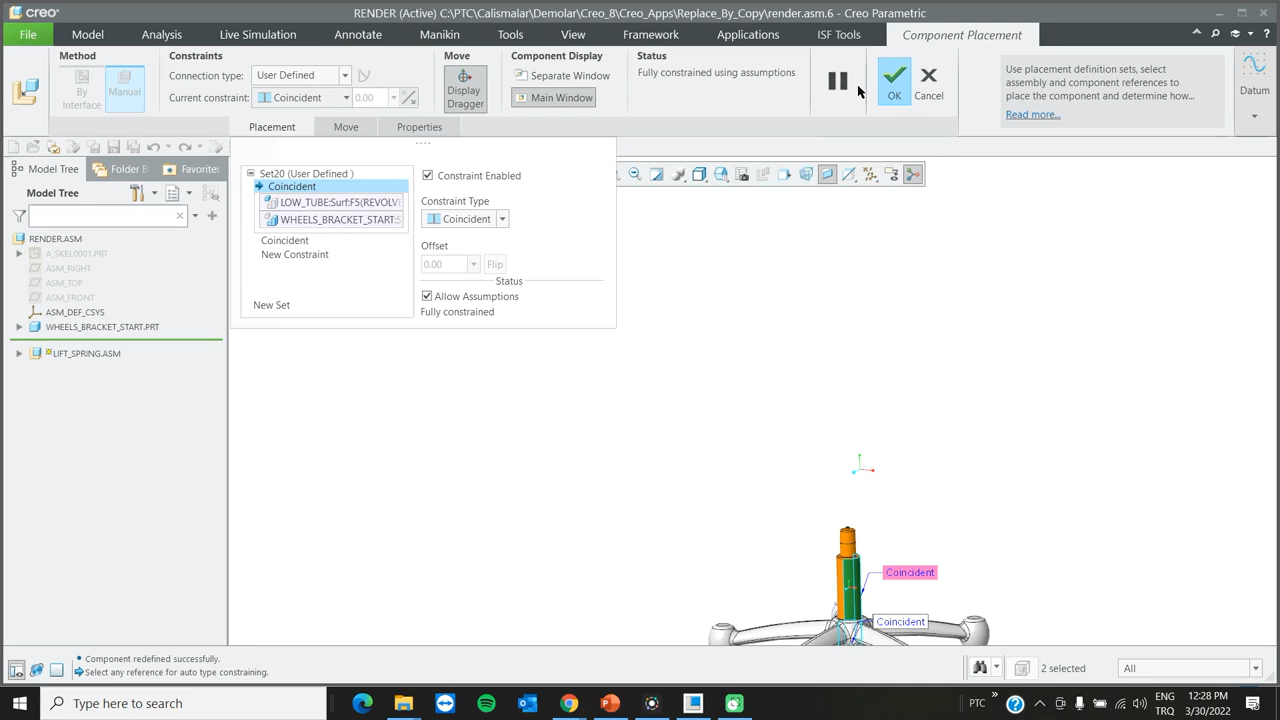 creo®
RENDER (Active) C:\PTC\Calismalar\Demolar\Creo_8\Creo_Apps\Replace_By_Copy\render.asm.6 - Creo Parametric
File Model Analysis Live Simulation Annotate Manikin Tools View Framework Applications ISF Tools Component Placement
Method Constraints Move Component Display Status
By Interface
Manual
Connection type: User Defined
Current constraint: Coincident 0.00
Display Dragger
Separate Window
Main Window
Fully constrained using assumptions
OK
Cancel
Use placement definition sets, select
assembly and component references to
place the component and determine how...
Read more...
Datum
Placement Move Properties
Model Tree Folder B Favorites
Model Tree
RENDER.ASM
A_SKEL0001.PRT
ASM_RIGHT
ASM_TOP
ASM_FRONT
ASM_DEF_CSYS
WHEELS_BRACKET_START.PRT
LIFT_SPRING.ASM
Set20 (User Defined )
Coincident
LOW_TUBE:Surf:F5(REVOLVE
WHEELS_BRACKET_START:S
Coincident
New Constraint
New Set
Constraint Enabled
Constraint Type
Coincident
Offset
0.00 Flip
Status
Allow Assumptions
Fully constrained
Coincident
Coincident
Component redefined successfully.
Select any reference for auto type constraining.
2 selected
All
Type here to search
PTC
ENG
TRQ
12:28 PM
3/30/2022